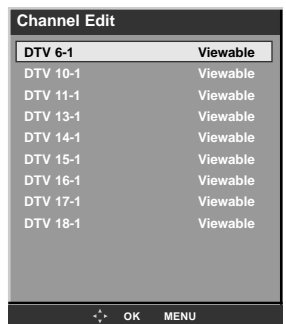 Channel Edit
DTV 6-1 Viewable
DTV 10-1 Viewable
DTV 11-1 Viewable
DTV 13-1 Viewable
DTV 14-1 Viewable
DTV 15-1 Viewable
DTV 16-1 Viewable
DTV 17-1 Viewable
DTV 18-1 Viewable
OK MENU